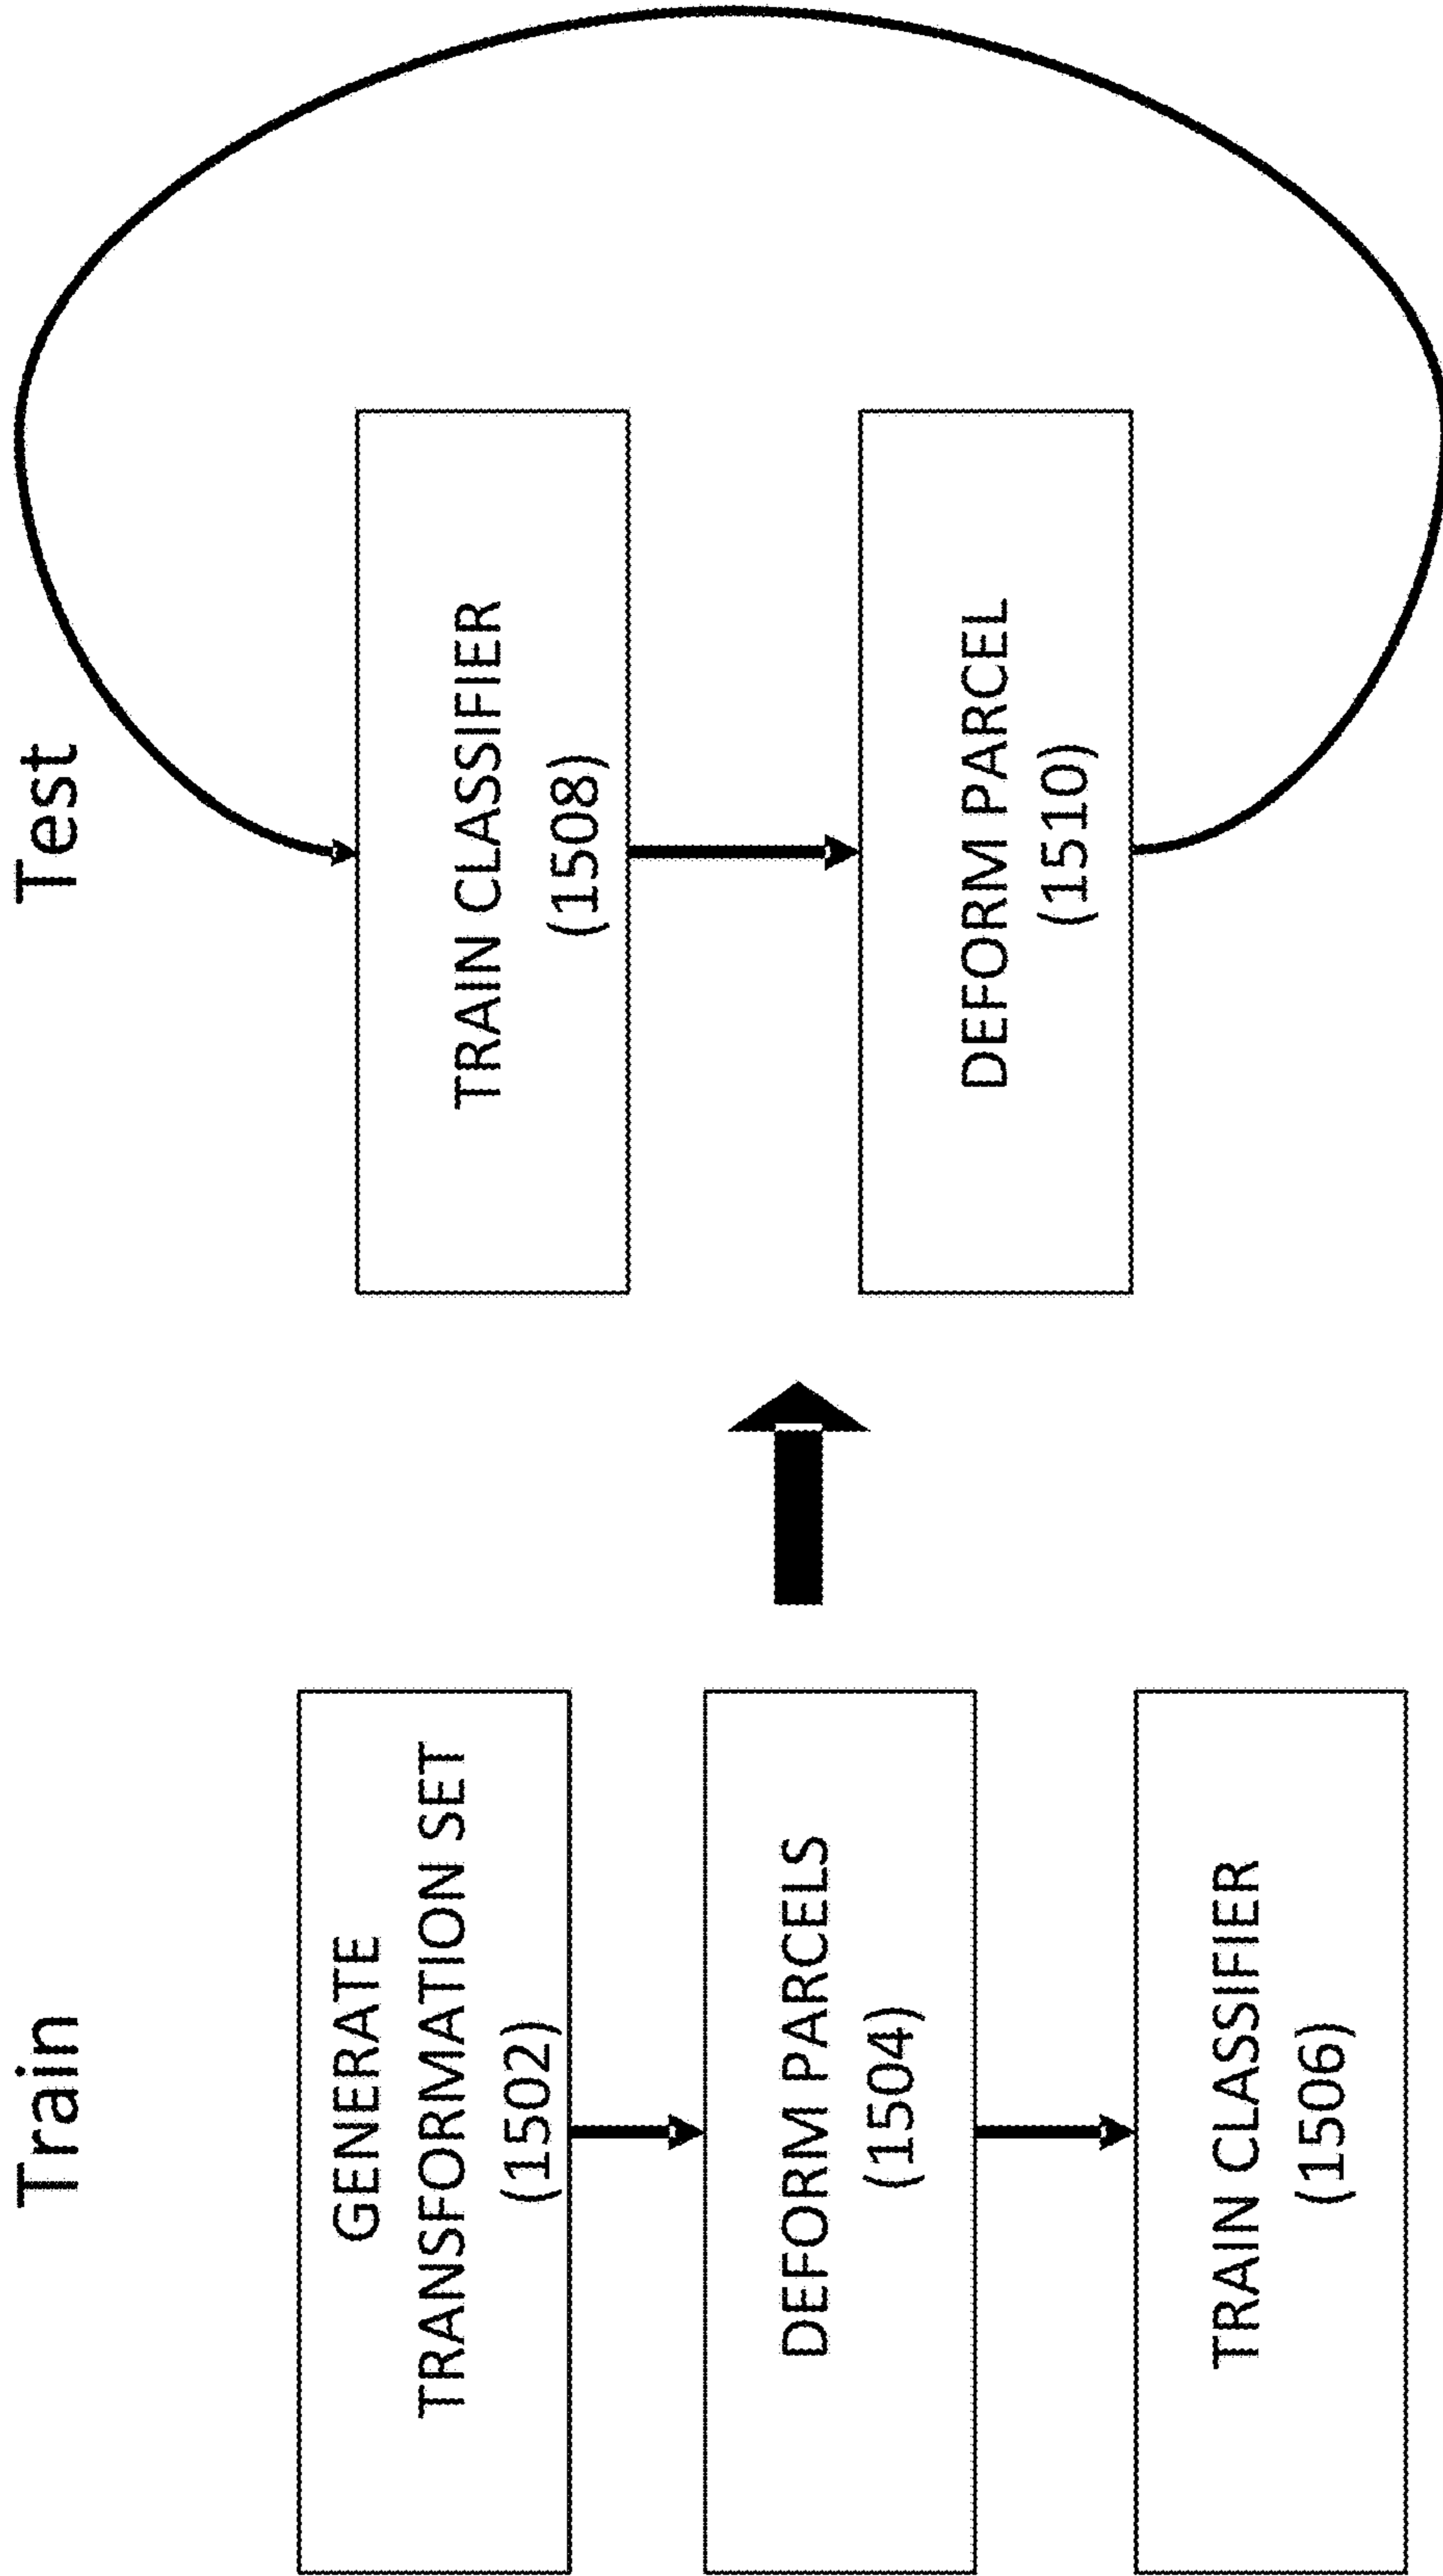 Train
GENERATE
TRANSFORMATION SET
(1502)
DEFORM PARCELS
(1504)
TRAIN CLASSIFIER
(1506)
Test
TRAIN CLASSIFIER
(1508)
DEFORM PARCEL
(1510)